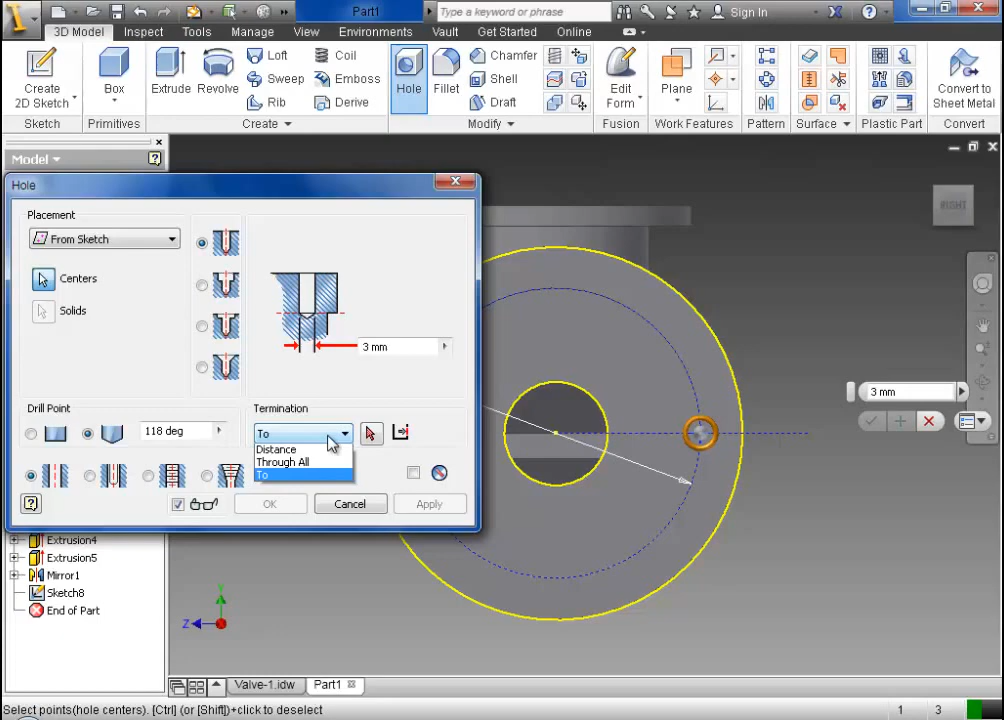 Part1
Type a keyword or phrase
Sign In
3D Model
Inspect
Tools
Manage
View
Environments
Vault
Get Started
Online
Create
2D Sketch
Box
Extrude
Revolve
Loft
Sweep
Rib
Coil
Emboss
Derive
Hole
Fillet
Chamfer
Shell
Draft
Edit
Form
Plane
Convert to
Sheet Metal
Sketch
Primitives
Create
Modify
Fusion
Work Features
Pattern
Surface
Plastic Part
Convert
Model
Hole
Placement
From Sketch
Centers
Solids
3 mm
Drill Point
118 deg
Termination
To
Distance
Through All
To
OK
Cancel
Apply
Extrusion4
Extrusion5
Mirror1
Sketch8
End of Part
RIGHT
3 mm
Y
Z
Valve-1.idw
Part1
Select points(hole centers). [Ctrl] (or [Shift])+click to deselect
1
3